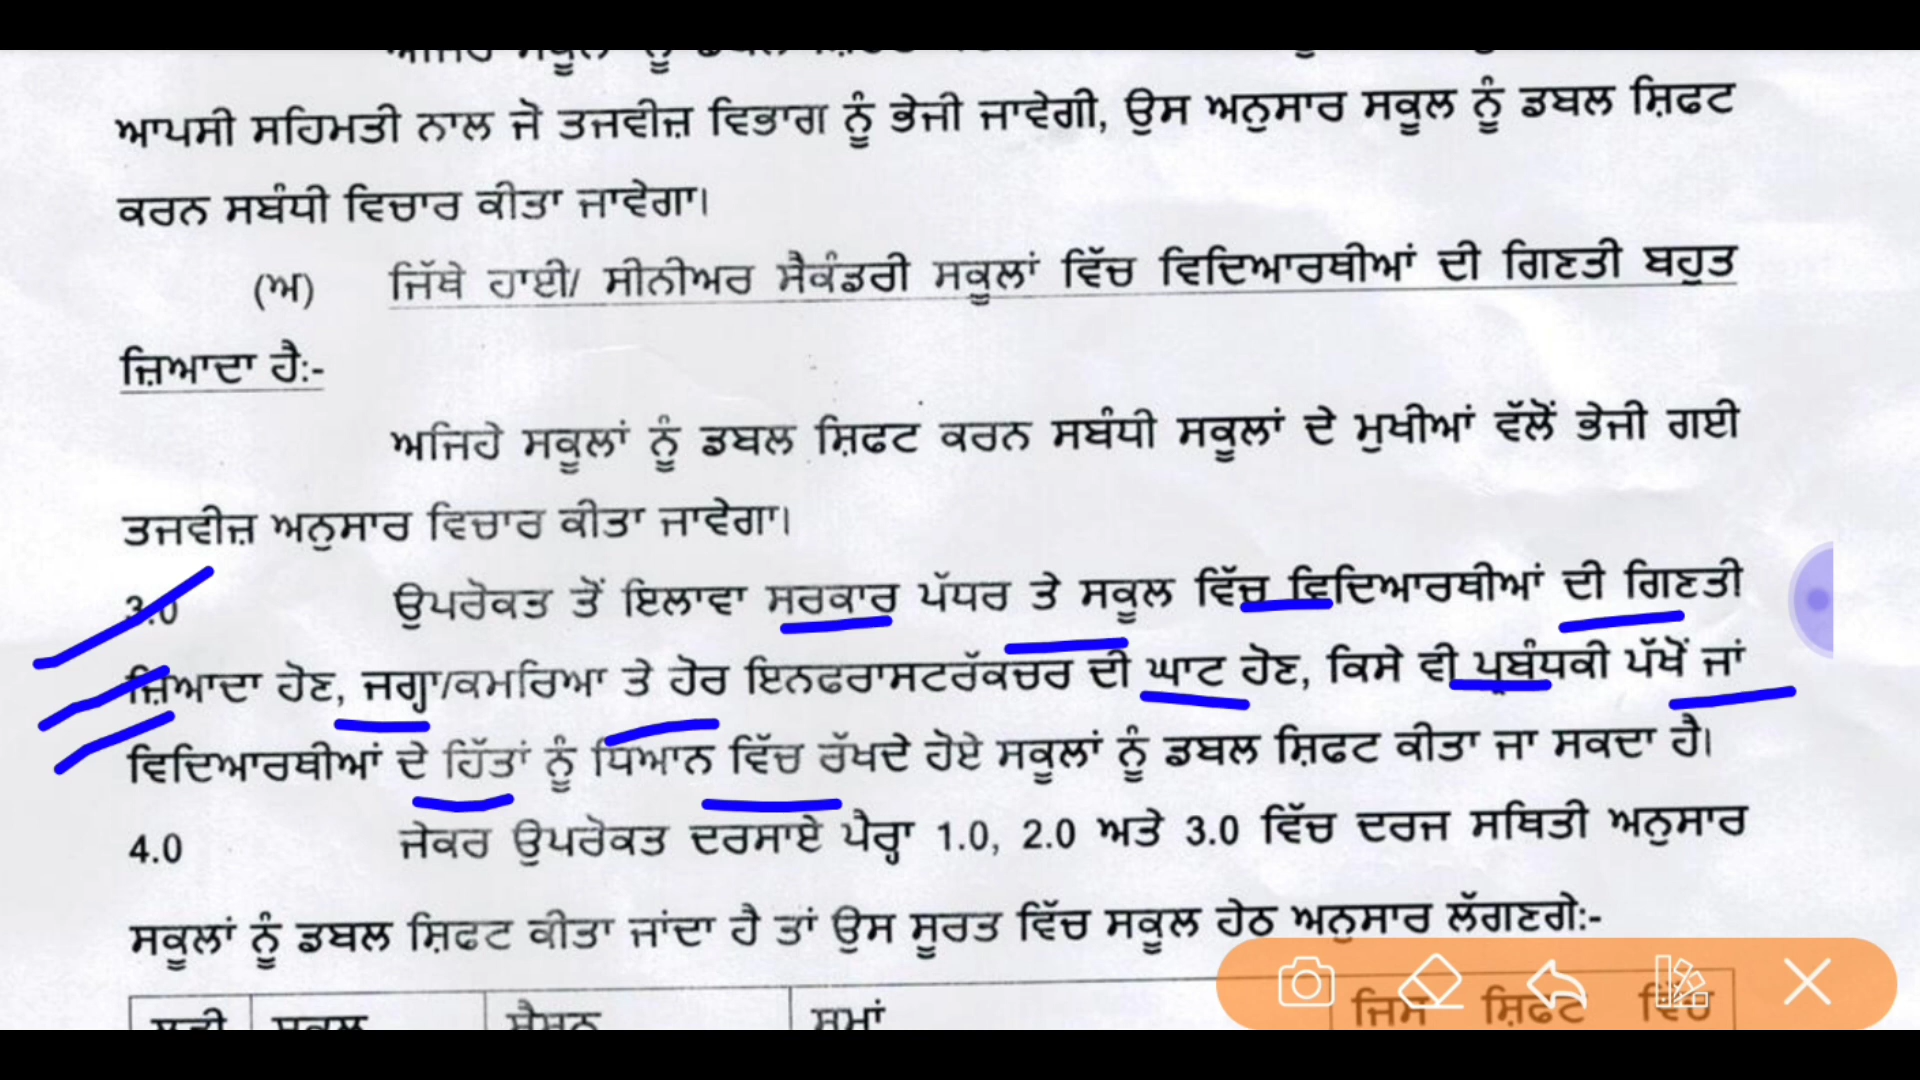 ਆਪਸੀ ਸਹਿਮਤੀ ਨਾਲ ਜੋ ਤਜਵੀਜ਼ ਵਿਭਾਗ ਨੂੰ ਭੇਜੀ ਜਾਵੇਗੀ, ਉਸ ਅਨੁਸਾਰ ਸਕੂਲ ਨੂੰ ਡਬਲ ਸ਼ਿਫਟ
ਕਰਨ ਸਬੰਧੀ ਵਿਚਾਰ ਕੀਤਾ ਜਾਵੇਗਾ।
(ਅ) ਜਿੱਥੇ ਹਾਈ/ ਸੀਨੀਅਰ ਸੈਕੰਡਰੀ ਸਕੂਲਾਂ ਵਿੱਚ ਵਿਦਿਆਰਥੀਆਂ ਦੀ ਗਿਣਤੀ ਬਹੁਤ
ਜ਼ਿਆਦਾ ਹੈ:-
ਅਜਿਹੇ ਸਕੂਲਾਂ ਨੂੰ ਡਬਲ ਸ਼ਿਫਟ ਕਰਨ ਸਬੰਧੀ ਸਕੂਲਾਂ ਦੇ ਮੁਖੀਆਂ ਵੱਲੋਂ ਭੇਜੀ ਗਈ
ਤਜਵੀਜ਼ ਅਨੁਸਾਰ ਵਿਚਾਰ ਕੀਤਾ ਜਾਵੇਗਾ।
3.0 ਉਪਰੋਕਤ ਤੋਂ ਇਲਾਵਾ ਸਰਕਾਰ ਪੱਧਰ ਤੇ ਸਕੂਲ ਵਿੱਚ ਵਿਦਿਆਰਥੀਆਂ ਦੀ ਗਿਣਤੀ
ਜ਼ਿਆਦਾ ਹੋਣ, ਜਗ੍ਹਾ/ਕਮਰਿਆ ਤੇ ਹੋਰ ਇਨਫਰਾਸਟਰੱਕਚਰ ਦੀ ਘਾਟ ਹੋਣ, ਕਿਸੇ ਵੀ ਪ੍ਰਬੰਧਕੀ ਪੱਖੋਂ ਜਾਂ
ਵਿਦਿਆਰਥੀਆਂ ਦੇ ਹਿੱਤਾਂ ਨੂੰ ਧਿਆਨ ਵਿੱਚ ਰੱਖਦੇ ਹੋਏ ਸਕੂਲਾਂ ਨੂੰ ਡਬਲ ਸ਼ਿਫਟ ਕੀਤਾ ਜਾ ਸਕਦਾ ਹੈ।
4.0 ਜੇਕਰ ਉਪਰੋਕਤ ਦਰਸਾਏ ਪੈਰ੍ਹਾ 1.0, 2.0 ਅਤੇ 3.0 ਵਿੱਚ ਦਰਜ ਸਥਿਤੀ ਅਨੁਸਾਰ
ਸਕੂਲਾਂ ਨੂੰ ਡਬਲ ਸ਼ਿਫਟ ਕੀਤਾ ਜਾਂਦਾ ਹੈ ਤਾਂ ਉਸ ਸੂਰਤ ਵਿੱਚ ਸਕੂਲ ਹੇਠ ਅਨੁਸਾਰ ਲੱਗਣਗੇ:-
ਸਮਾਂ ਜਿਸ ਸ਼ਿਫਟ ਵਿੱਚ